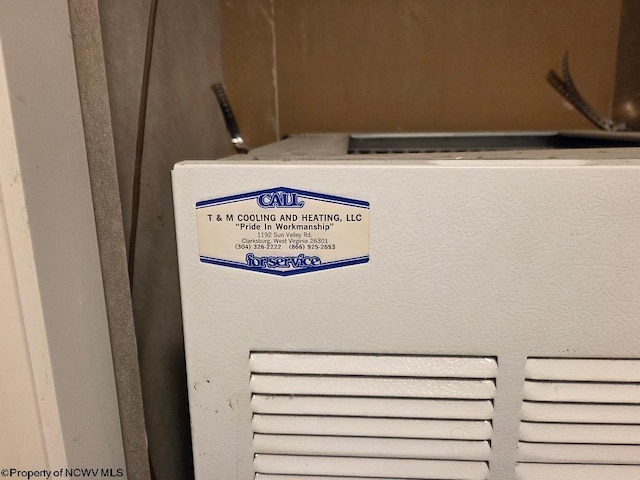 CALL
T & M COOLING AND HEATING, LLC
"Pride In Workmanship"
1192 Sun Valley Rd.
Clarksburg, West Virginia 26301
(304) 326-2222 (866) 925-2653
for service
©Property of NCWV MLS